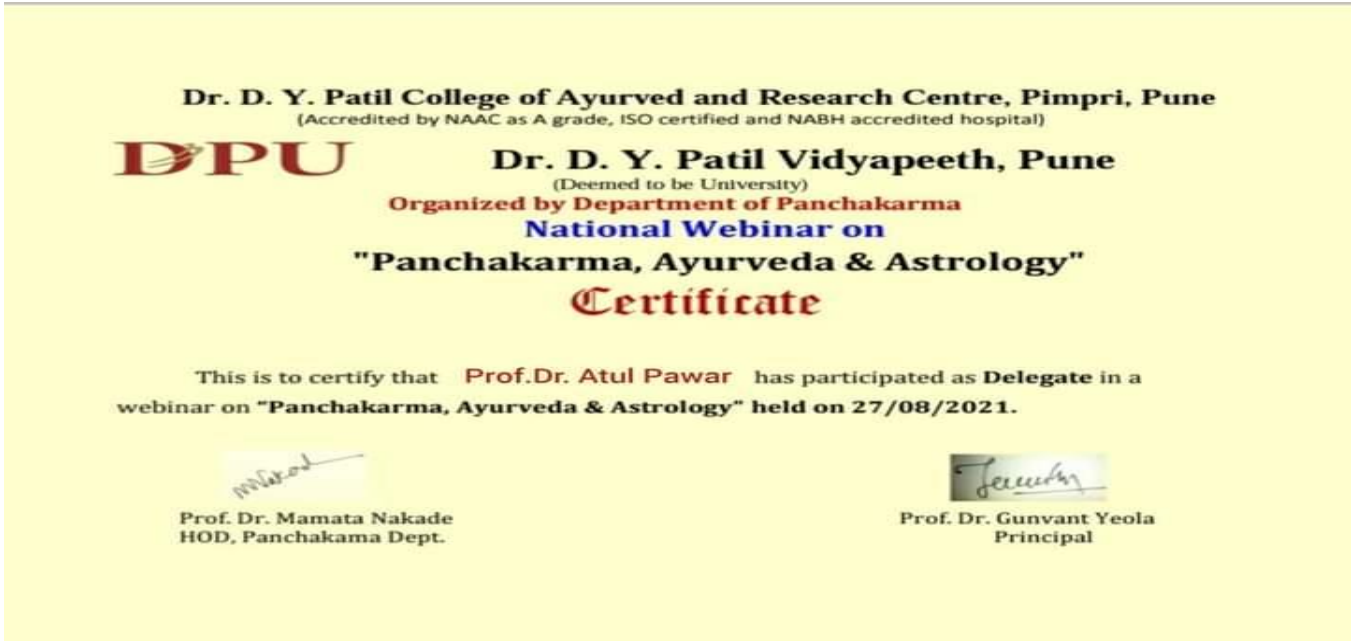 Dr. D. Y. Patil College of Ayurved and Research Centre, Pimpri, Pune
(Accredited by NAAC as A grade, ISO certified and NABH accredited hospital)
DPU
Dr. D. Y. Patil Vidyapeeth, Pune
(Deemed to be University)
Organized by Department of Panchakarma
National Webinar on
"Panchakarma, Ayurveda & Astrology"
Certificate
This is to certify that Prof.Dr. Atul Pawar has participated as Delegate in a
webinar on "Panchakarma, Ayurveda & Astrology" held on 27/08/2021.
Prof. Dr. Mamata Nakade
HOD, Panchakama Dept.
Prof. Dr. Gunvant Yeola
Principal